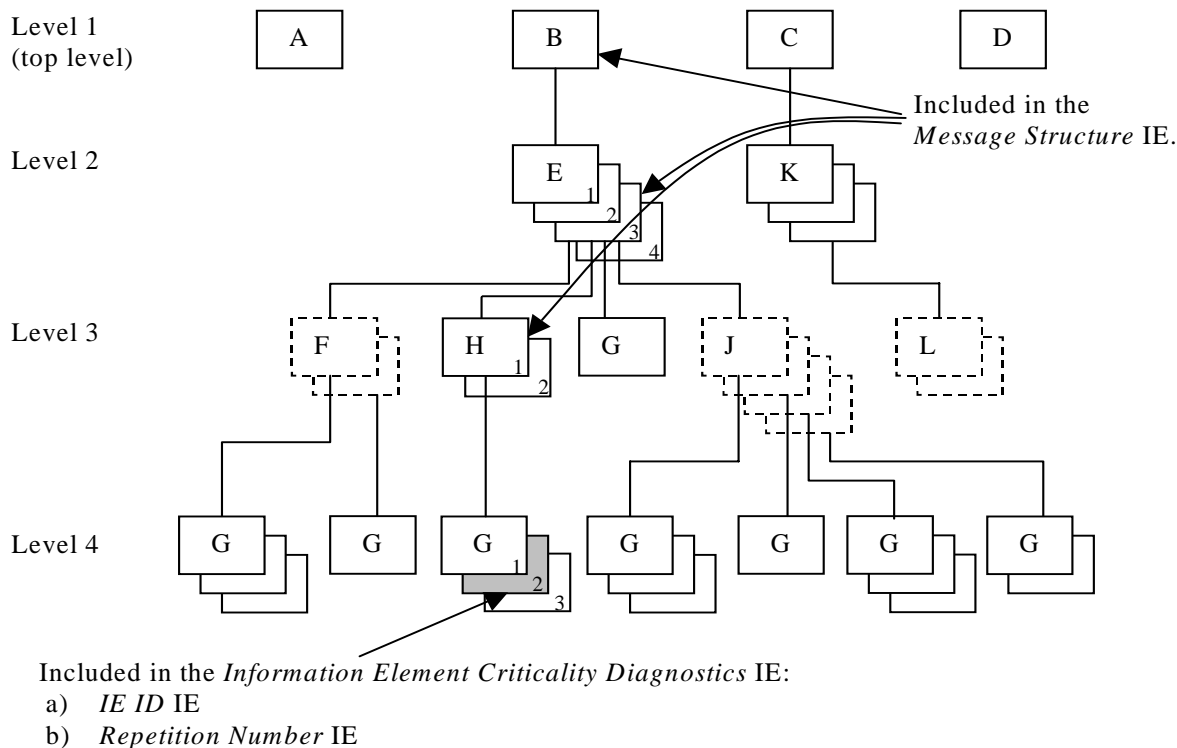 Level 1
(top level)
A B C D
Included in the
Message Structure IE.
Level 2
E K
1
2
3
4
Level 3
F H G J L
1
2
Level 4
G G G G G G G
1
2
3
Included in the Information Element Criticality Diagnostics IE:
a) IE ID IE
b) Repetition Number IE